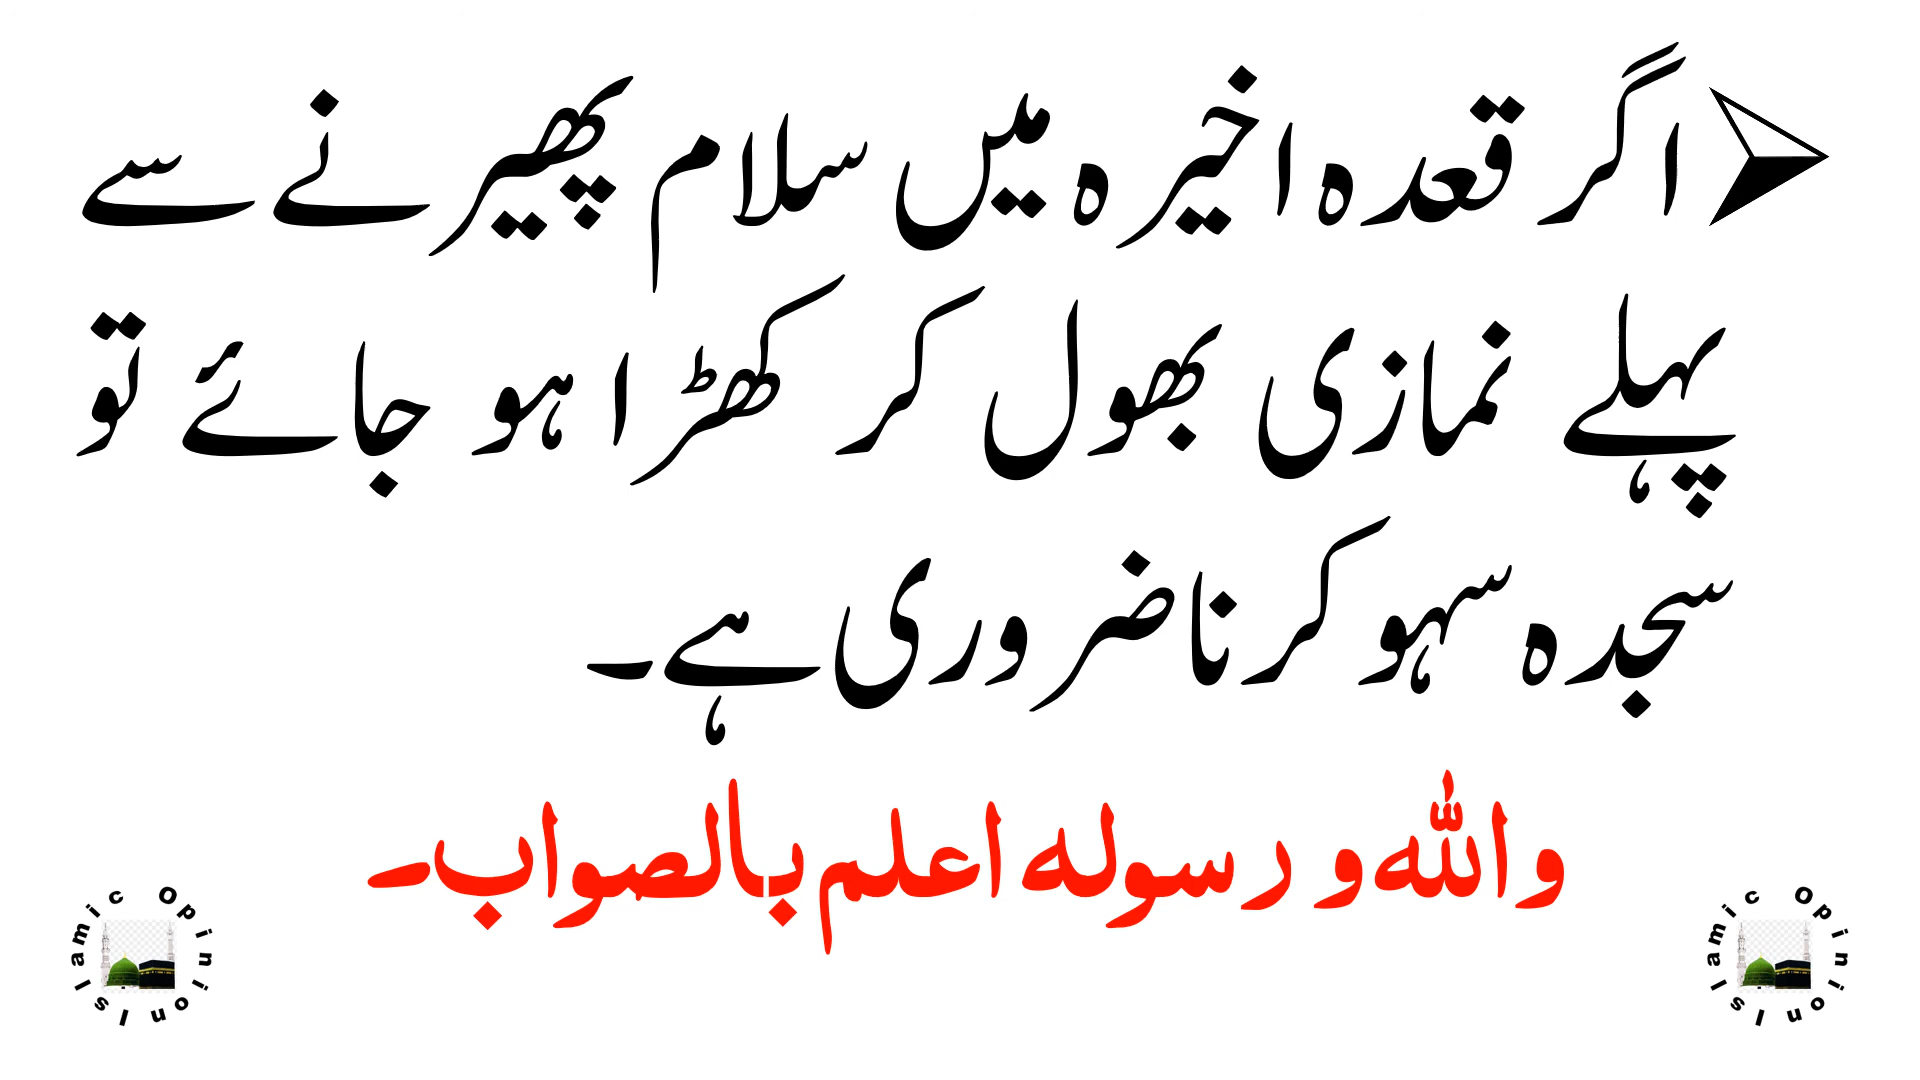 اگر قعدہ اخیرہ میں سلام پھیرنے سے
پہلے نمازی بھول کر کھڑا ہو جائے تو
سجدہ سہو کرنا ضروری ہے۔
واللہ و رسولہ اعلم بالصواب۔
Islamic Opinion
Islamic Opinion